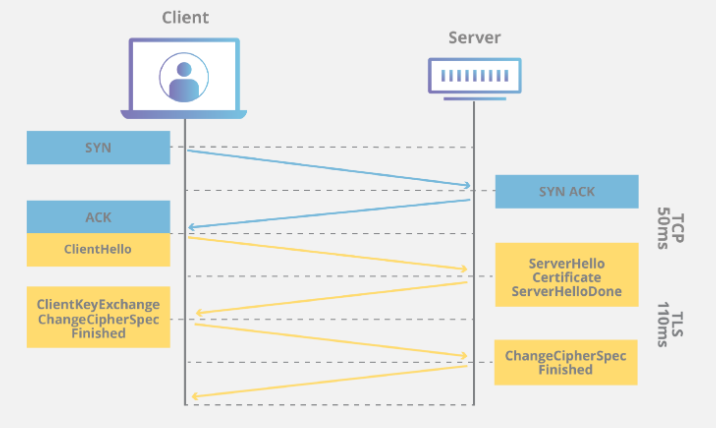 Client
Server
SYN
SYN ACK
ACK
ClientHello
TCP
50ms
ServerHello
Certificate
ServerHelloDone
ClientKeyExchange
ChangeCipherSpec
Finished
TLS
110ms
ChangeCipherSpec
Finished